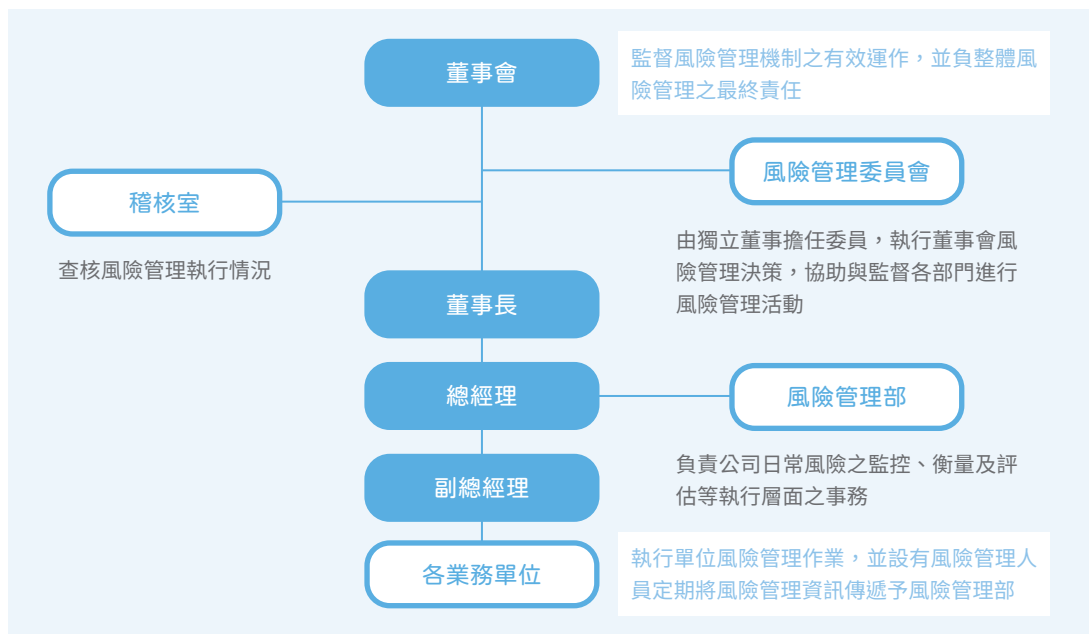 董事會
監督風險管理機制之有效運作，並負整體風
險管理之最終責任
風險管理委員會
由獨立董事擔任委員，執行董事會風
險管理決策，協助與監督各部門進行
風險管理活動
稽核室
查核風險管理執行情況
董事長
總經理
風險管理部
負責公司日常風險之監控、衡量及評
估等執行層面之事務
副總經理
各業務單位
執行單位風險管理作業，並設有風險管理人
員定期將風險管理資訊傳遞予風險管理部